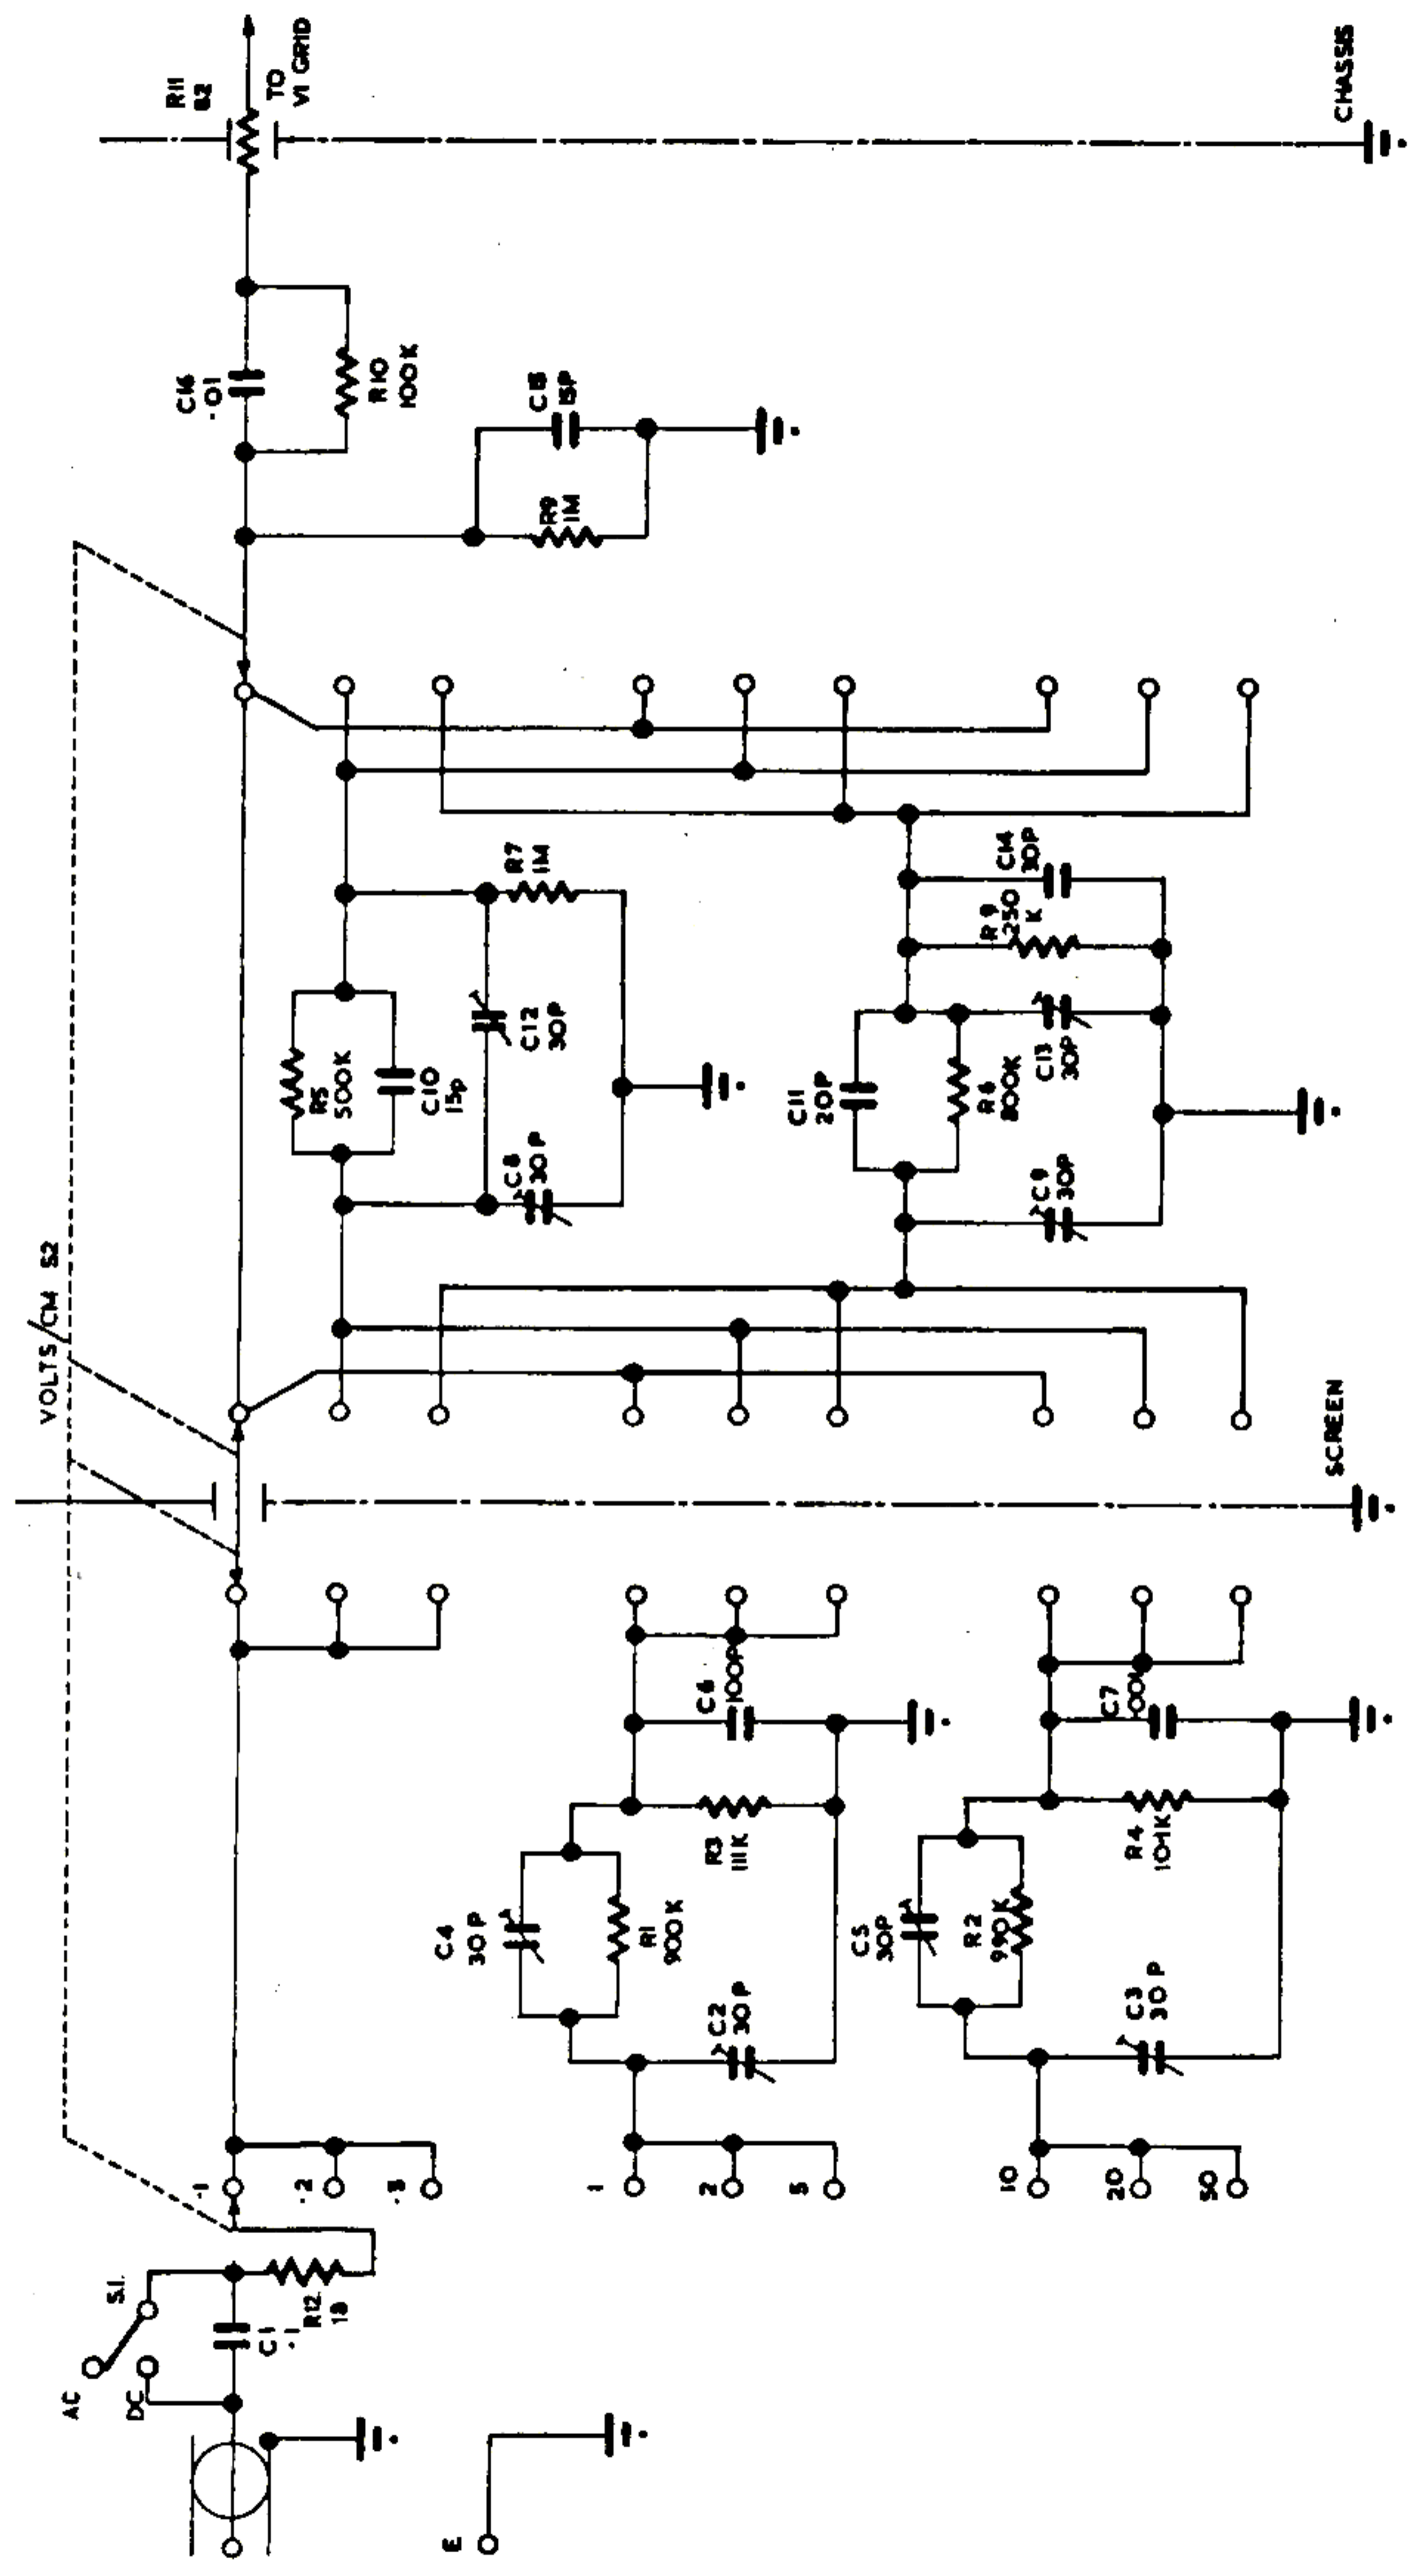 VOLTS/CM S2
AC
S.I.
DC
C1
.1
R12
18
E
.1
.2
.5
1
2
5
10
20
50
C4
30P
R1
900K
C2
30P
R3
111K
C6
100P
C5
30P
R2
990K
C3
30P
R4
10·1K
C7
SCREEN
R5
500K
C10
15p
C8
30P
C12
30P
R7
1M
C11
20P
R6
800K
C9
30P
C13
30P
R9
250
K
C14
30P
R9
1M
C15
15P
C16
.01
R10
100K
R11
82
TO
V1 GRID
CHASSIS